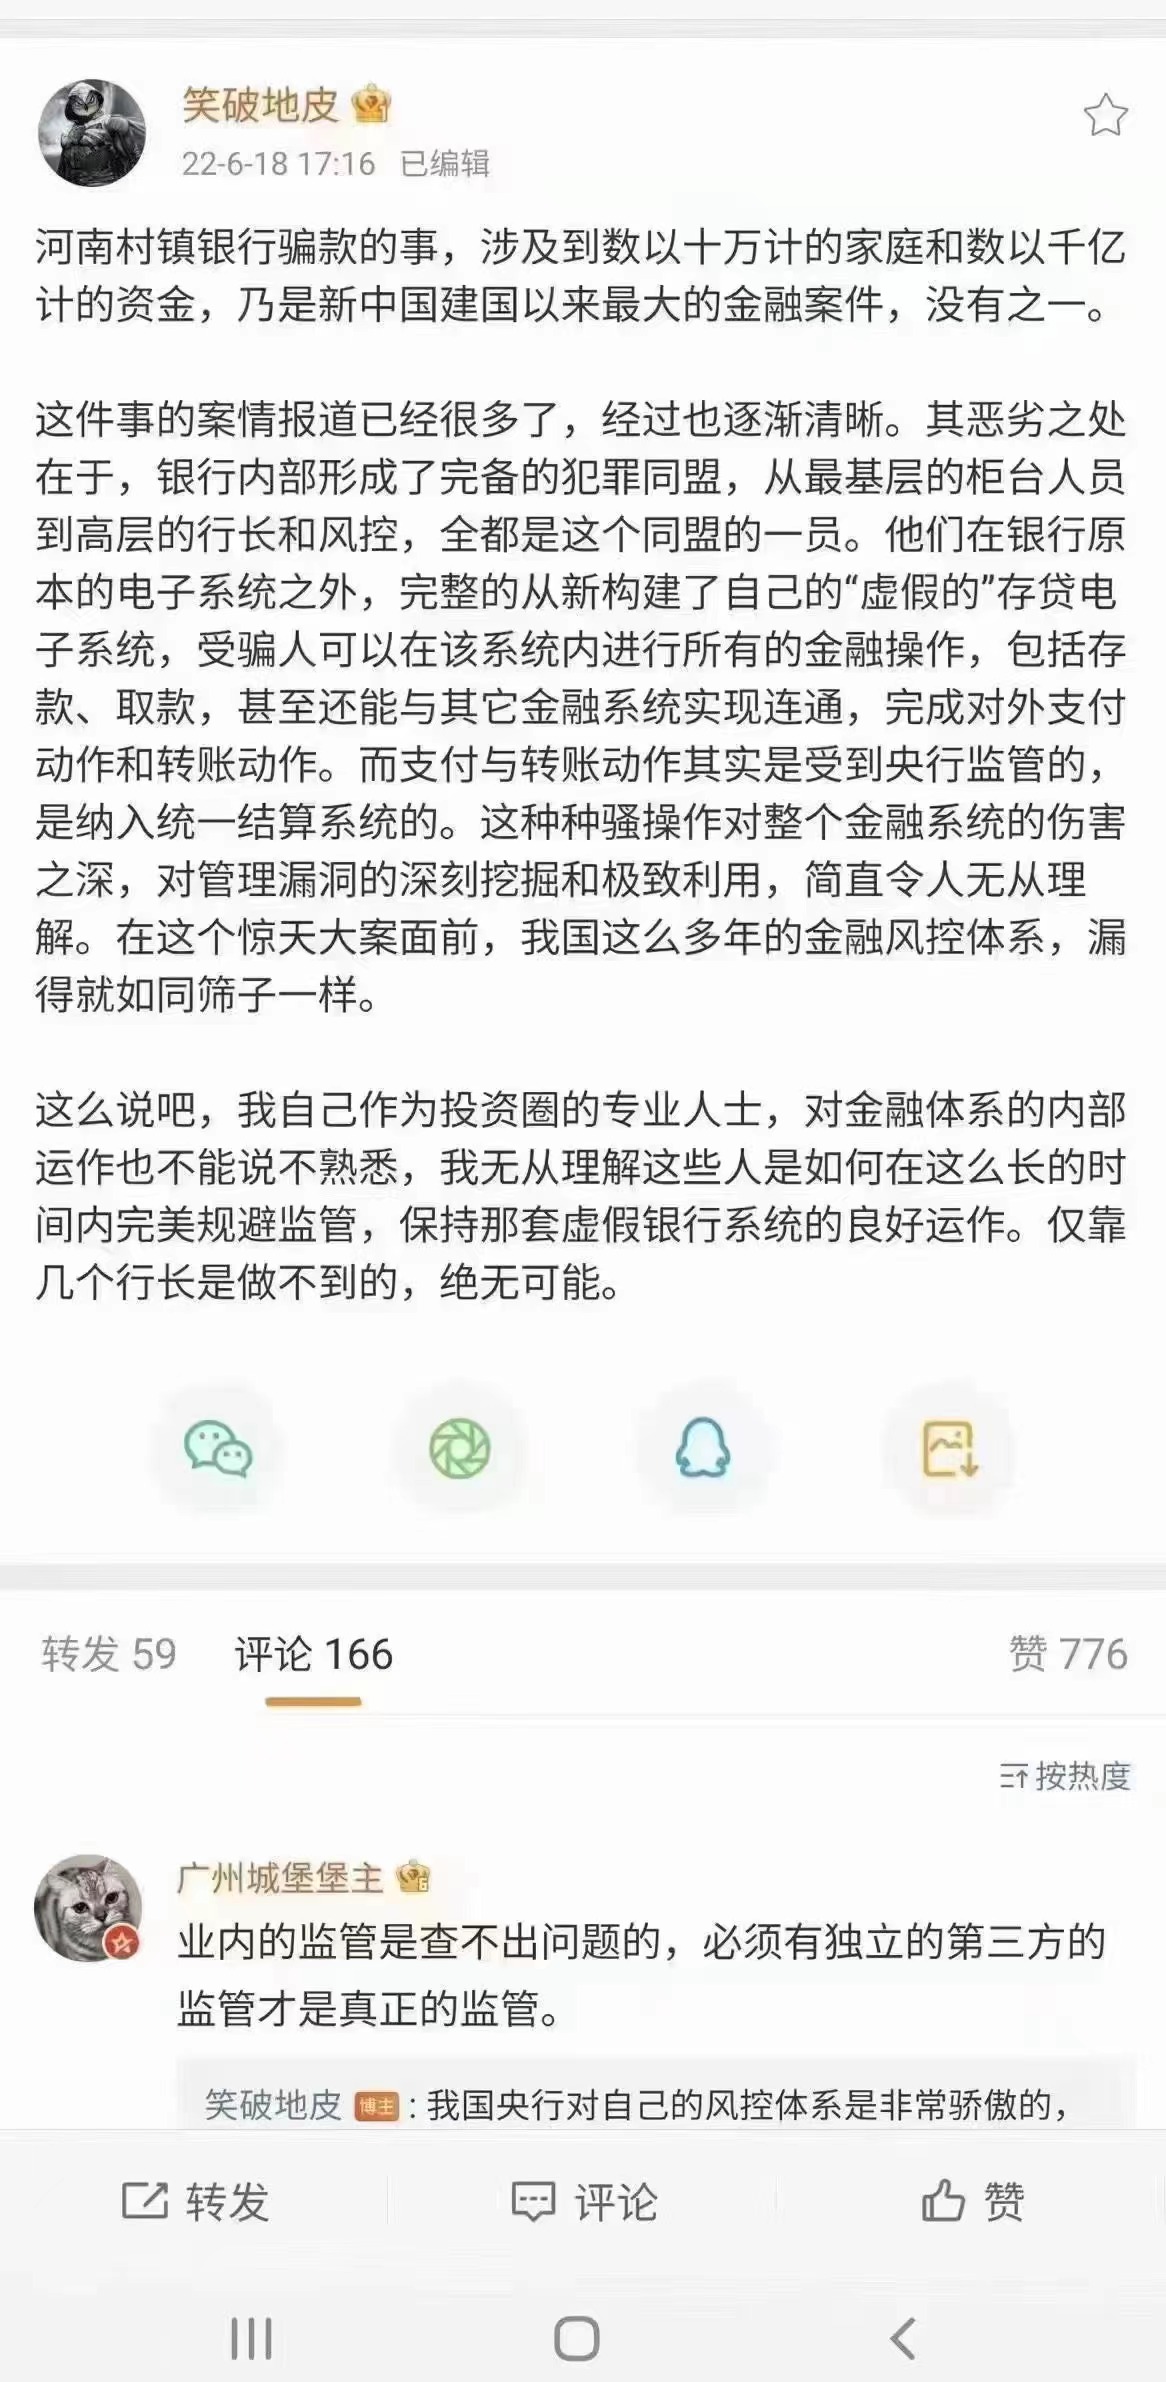 笑破地皮
22-6-18 17:16 已编辑
河南村镇银行骗款的事，涉及到数以十万计的家庭和数以千亿
计的资金，乃是新中国建国以来最大的金融案件，没有之一。
这件事的案情报道已经很多了，经过也逐渐清晰。其恶劣之处
在于，银行内部形成了完备的犯罪同盟，从最基层的柜台人员
到高层的行长和风控，全都是这个同盟的一员。他们在银行原
本的电子系统之外，完整的从新构建了自己的“虚假的”存贷电
子系统，受骗人可以在该系统内进行所有的金融操作，包括存
款、取款，甚至还能与其它金融系统实现连通，完成对外支付
动作和转账动作。而支付与转账动作其实是受到央行监管的，
是纳入统一结算系统的。这种种骚操作对整个金融系统的伤害
之深，对管理漏洞的深刻挖掘和极致利用，简直令人无从理
解。在这个惊天大案面前，我国这么多年的金融风控体系，漏
得就如同筛子一样。
这么说吧，我自己作为投资圈的专业人士，对金融体系的内部
运作也不能说不熟悉，我无从理解这些人是如何在这么长的时
间内完美规避监管，保持那套虚假银行系统的良好运作。仅靠
几个行长是做不到的，绝无可能。
转发 59 评论 166 赞 776
按热度
广州城堡堡主
业内的监管是查不出问题的，必须有独立的第三方的
监管才是真正的监管。
笑破地皮 博主 : 我国央行对自己的风控体系是非常骄傲的，
转发 评论 赞